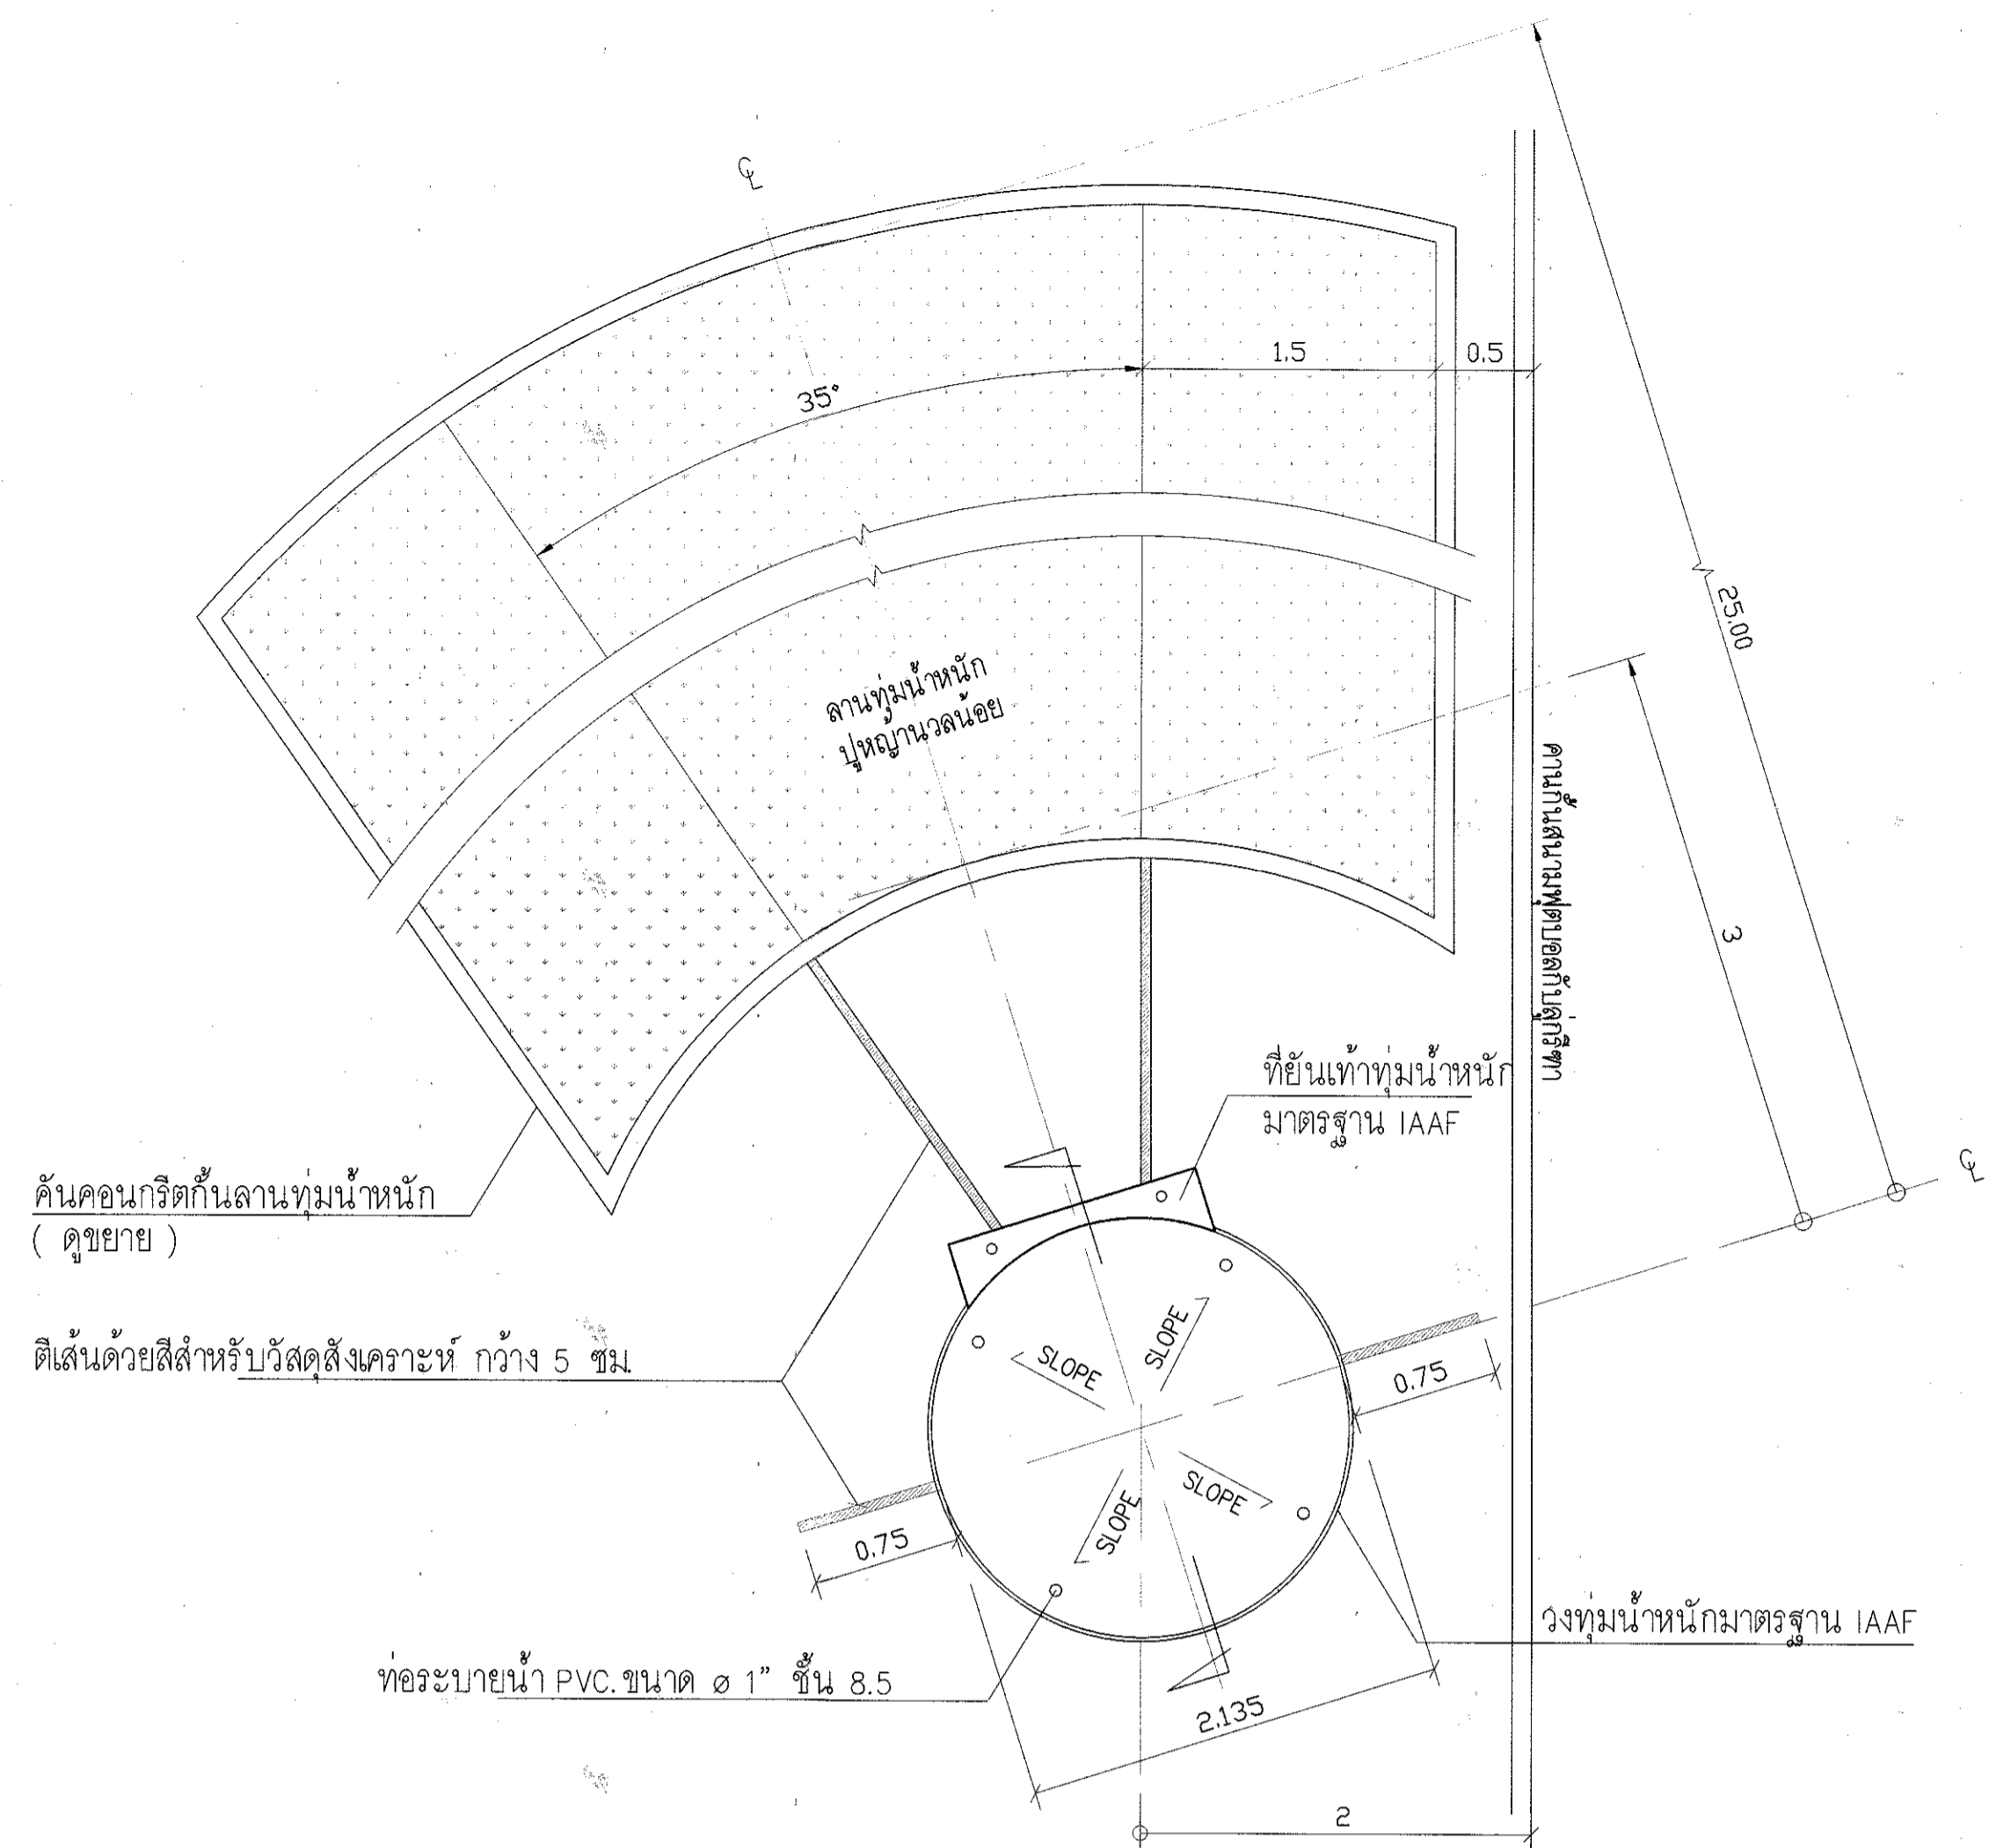 ℄
1.5
0.5
35°
25.00
ลานทุ่มน้ำหนัก
ปูหญ้านวลน้อย
3
คานกั้นสนามฟุตบอลกับลู่กรีฑา
ที่ยันเท้าทุ่มน้ำหนัก
มาตรฐาน IAAF
℄
คันคอนกรีตกั้นลานทุ่มน้ำหนัก
( ดูขยาย )
ตีเส้นด้วยสีสำหรับวัสดุสังเคราะห์ กว้าง 5 ซม.
SLOPE
SLOPE
0.75
SLOPE
SLOPE
0.75
วงทุ่มน้ำหนักมาตรฐาน IAAF
ท่อระบายน้ำ PVC. ขนาด ø 1" ชั้น 8.5
2.135
2